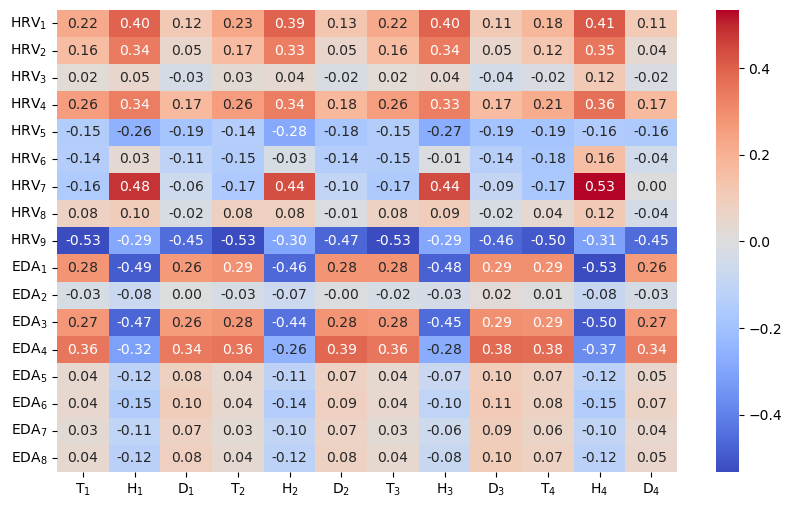 HRV₁ 0.22 0.40 0.12 0.23 0.39 0.13 0.22 0.40 0.11 0.18 0.41 0.11
HRV₂ 0.16 0.34 0.05 0.17 0.33 0.05 0.16 0.34 0.05 0.12 0.35 0.04
HRV₃ 0.02 0.05 -0.03 0.03 0.04 -0.02 0.02 0.04 -0.04 -0.02 0.12 -0.02
HRV₄ 0.26 0.34 0.17 0.26 0.34 0.18 0.26 0.33 0.17 0.21 0.36 0.17
HRV₅ -0.15 -0.26 -0.19 -0.14 -0.28 -0.18 -0.15 -0.27 -0.19 -0.19 -0.16 -0.16
HRV₆ -0.14 0.03 -0.11 -0.15 -0.03 -0.14 -0.15 -0.01 -0.14 -0.18 0.16 -0.04
HRV₇ -0.16 0.48 -0.06 -0.17 0.44 -0.10 -0.17 0.44 -0.09 -0.17 0.53 0.00
HRV₈ 0.08 0.10 -0.02 0.08 0.08 -0.01 0.08 0.09 -0.02 0.04 0.12 -0.04
HRV₉ -0.53 -0.29 -0.45 -0.53 -0.30 -0.47 -0.53 -0.29 -0.46 -0.50 -0.31 -0.45
EDA₁ 0.28 -0.49 0.26 0.29 -0.46 0.28 0.28 -0.48 0.29 0.29 -0.53 0.26
EDA₂ -0.03 -0.08 0.00 -0.03 -0.07 -0.00 -0.02 -0.03 0.02 0.01 -0.08 -0.03
EDA₃ 0.27 -0.47 0.26 0.28 -0.44 0.28 0.28 -0.45 0.29 0.29 -0.50 0.27
EDA₄ 0.36 -0.32 0.34 0.36 -0.26 0.39 0.36 -0.28 0.38 0.38 -0.37 0.34
EDA₅ 0.04 -0.12 0.08 0.04 -0.11 0.07 0.04 -0.07 0.10 0.07 -0.12 0.05
EDA₆ 0.04 -0.15 0.10 0.04 -0.14 0.09 0.04 -0.10 0.11 0.08 -0.15 0.07
EDA₇ 0.03 -0.11 0.07 0.03 -0.10 0.07 0.03 -0.06 0.09 0.06 -0.10 0.04
EDA₈ 0.04 -0.12 0.08 0.04 -0.12 0.08 0.04 -0.08 0.10 0.07 -0.12 0.05
T₁ H₁ D₁ T₂ H₂ D₂ T₃ H₃ D₃ T₄ H₄ D₄
0.4
0.2
0.0
−0.2
−0.4